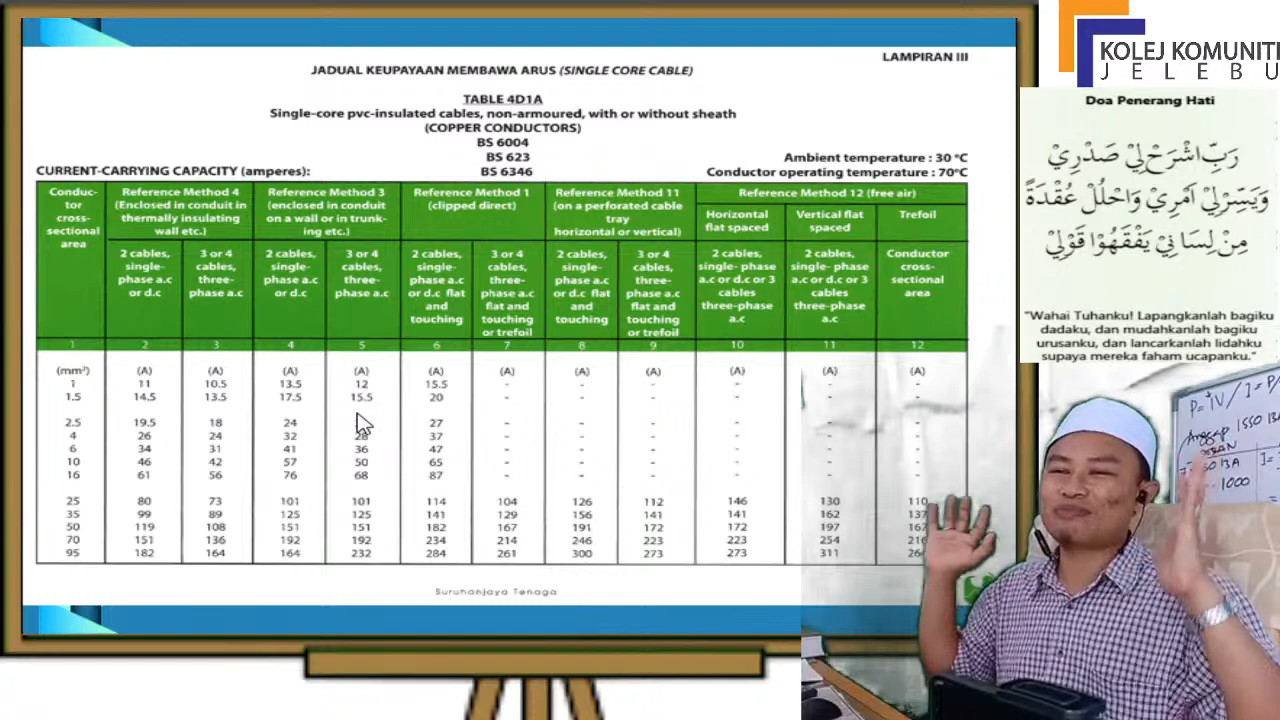 LAMPIRAN III
JADUAL KEUPAYAAN MEMBAWA ARUS (SINGLE CORE CABLE)
TABLE 4D1A
Single-core pvc-insulated cables, non-armoured, with or without sheath
(COPPER CONDUCTORS)
BS 6004
BS 623
BS 6346
Ambient temperature : 30 °C
Conductor operating temperature : 70°C
CURRENT-CARRYING CAPACITY (amperes):
Conduc-
tor
cross-
sectional
area
Reference Method 4
(Enclosed in conduit in
thermally insulating
wall etc.)
Reference Method 3
(enclosed in conduit
on a wall or in trunk-
ing etc.)
Reference Method 1
(clipped direct)
Reference Method 11
(on a perforated cable
tray
horizontal or vertical)
Reference Method 12 (free air)
Horizontal
flat spaced
Vertical flat
spaced
Trefoil
2 cables,
single-
phase a.c
or d.c
3 or 4
cables,
three-
phase a.c
2 cables,
single-
phase a.c
or d.c
3 or 4
cables,
three-
phase a.c
2 cables,
single-
phase a.c
or d.c flat
and
touching
3 or 4
cables,
three-
phase a.c
flat and
touching
or trefoil
2 cables,
single-
phase a.c
or d.c flat
and
touching
3 or 4
cables,
three-
phase a.c
flat and
touching
or trefoil
2 cables,
single- phase
a.c or d.c or 3
cables
three-phase
a.c
2 cables,
single- phase
a.c or d.c or 3
cables
three-phase
a.c
Conductor
cross-
sectional
area
1 2 3 4 5 6 7 8 9 10 11 12
(mm²) (A) (A) (A) (A) (A) (A) (A) (A) (A) (A) (A)
1 11 10.5 13.5 12 15.5 - - - - - -
1.5 14.5 13.5 17.5 15.5 20 - - - - - -
2.5 19.5 18 24 27 - - - - - -
4 26 24 32 28 37 - - - - - -
6 34 31 41 36 47 - - - - - -
10 46 42 57 50 65 - - - - - -
16 61 56 76 68 87 - - - - - -
25 80 73 101 101 114 104 126 112 146 130 110
35 99 89 125 125 141 129 156 141 141 162 137
50 119 108 151 151 182 167 191 172 172 197 167
70 151 136 192 192 234 214 246 223 223 254 216
95 182 164 164 232 284 261 300 273 273 311
Suruhanjaya Tenaga
KOLEJ KOMUNITI
JELEBU
Doa Penerang Hati
رَبِّ اشْرَحْ لِيْ صَدْرِيْ
وَيَسِّرْلِيْ اَمْرِيْ وَاحْلُلْ عُقْدَةً
مِنْ لِسَانِيْ يَفْقَهُوْا قَوْلِيْ
"Wahai Tuhanku! Lapangkanlah bagiku
dadaku, dan mudahkanlah bagiku
urusanku, dan lancarkanlah lidahku
supaya mereka faham ucapanku."
P=IV / I=P/
Anggap 1SSO 13A
1000